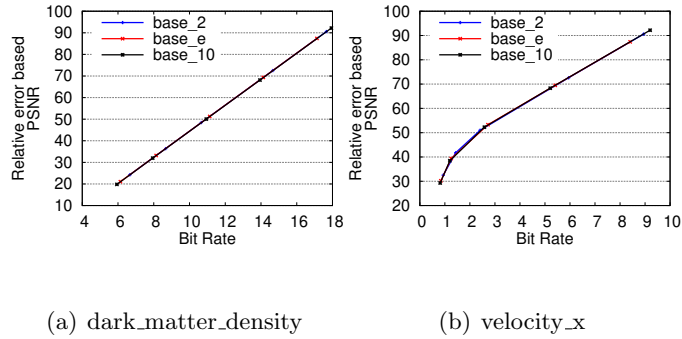 Relative error based
PSNR
100
90
80
70
60
50
40
30
20
10
base_2
base_e
base_10
4 6 8 10 12 14 16 18
Bit Rate
(a) dark_matter_density
Relative error based
PSNR
100
90
80
70
60
50
40
30
20
base_2
base_e
base_10
0 1 2 3 4 5 6 7 8 9 10
Bit Rate
(b) velocity_x